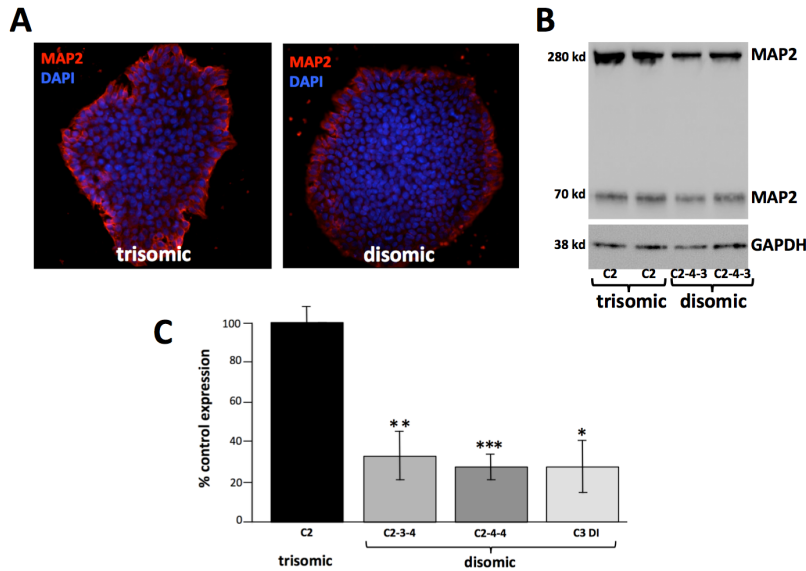 A
MAP2
DAPI
trisomic
MAP2
DAPI
disomic
B
280 kd
MAP2
70 kd
MAP2
38 kd
GAPDH
C2 C2 C2-4-3 C2-4-3
trisomic disomic
C
% control expression
100
80
60
40
20
0
**
***
*
C2 C2-3-4 C2-4-4 C3 DI
trisomic disomic